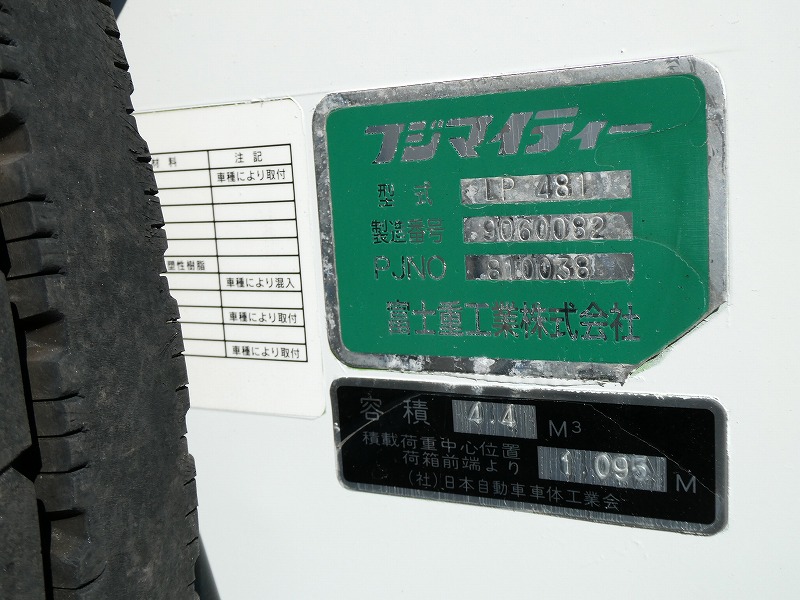 材料 注記
車種により取付
塑性樹脂
車種により混入
車種により取付
車種により取付
フジマイティー
型式 LP 481
製造番号 9060082
PJNO 810038
富士重工業株式会社
容積 4.4 M³
積載荷重中心位置
荷箱前端より 1.095 M
(社)日本自動車車体工業会